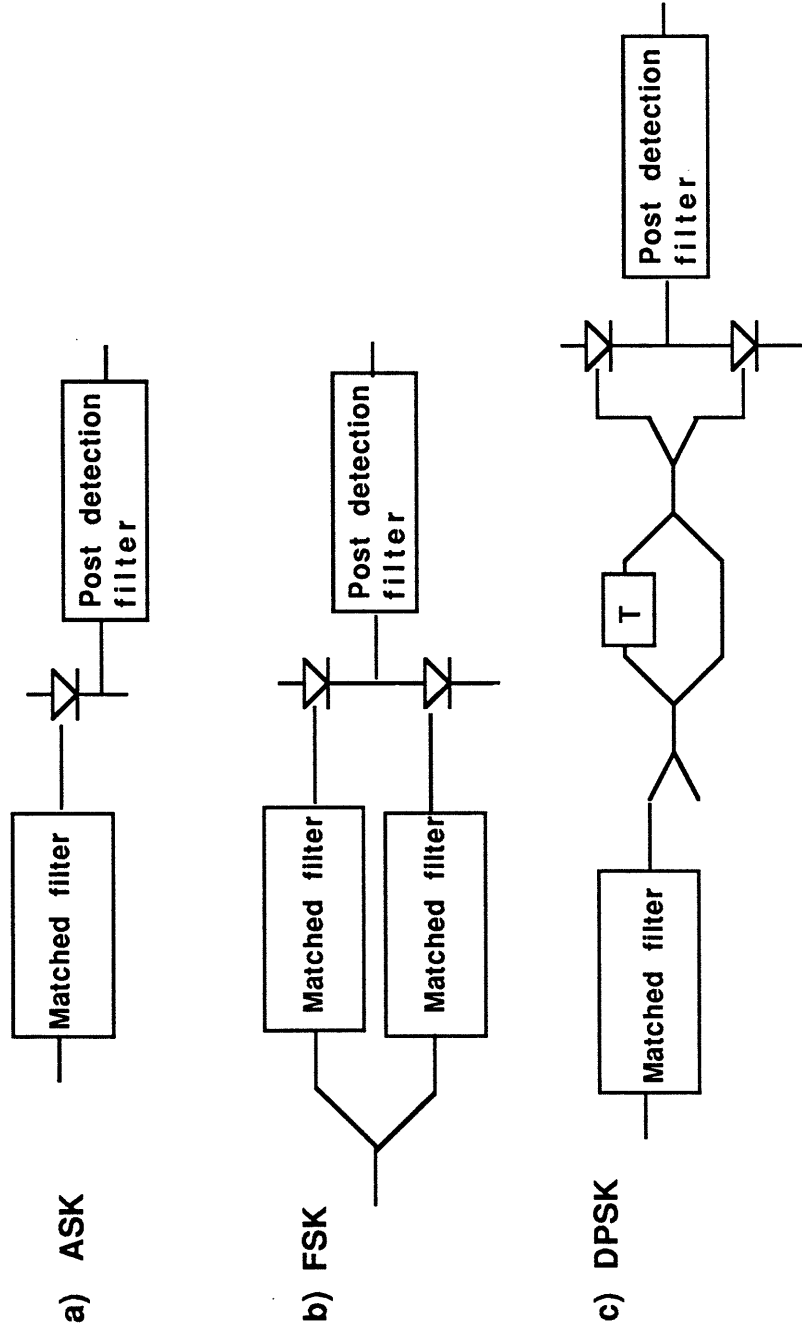 a) ASK
Matched filter
Post detection
filter
b) FSK
Matched filter
Matched filter
Post detection
filter
c) DPSK
Matched filter
T
Post detection
filter